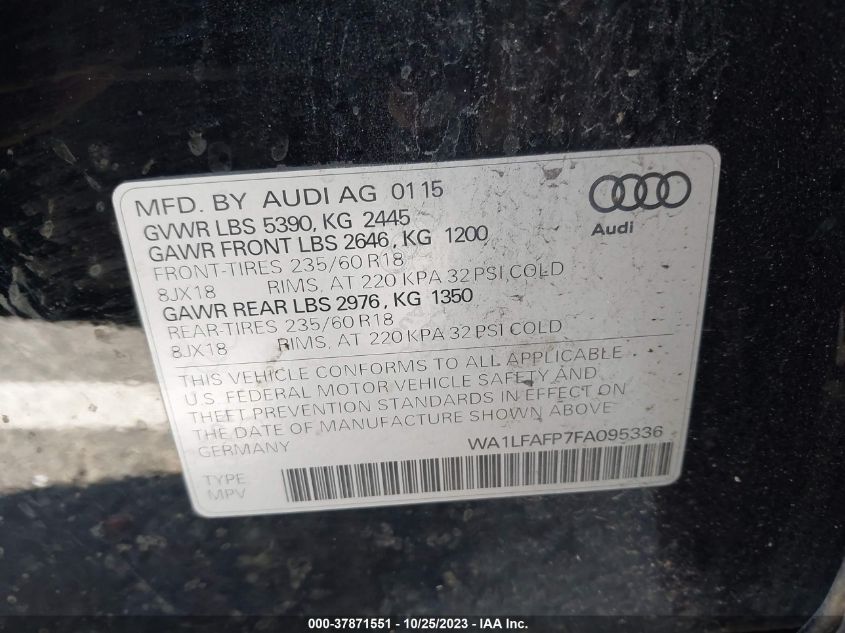 MFD. BY AUDI AG 01 15
GVWR LBS 5390, KG 2445
GAWR FRONT LBS 2646, KG 1200
FRONT-TIRES 235/60 R18
8JX18 RIMS, AT 220 KPA 32 PSI COLD
GAWR REAR LBS 2976, KG 1350
REAR-TIRES 235/60 R18
8JX18 RIMS, AT 220 KPA 32 PSI COLD
Audi
THIS VEHICLE CONFORMS TO ALL APPLICABLE
U.S. FEDERAL MOTOR VEHICLE SAFETY AND
THEFT PREVENTION STANDARDS IN EFFECT ON
THE DATE OF MANUFACTURE SHOWN ABOVE
GERMANY WA1LFAFP7FA095336
TYPE
MPV
000-37871551 | 10/25/2023 | WA1LFAFP7FA095336